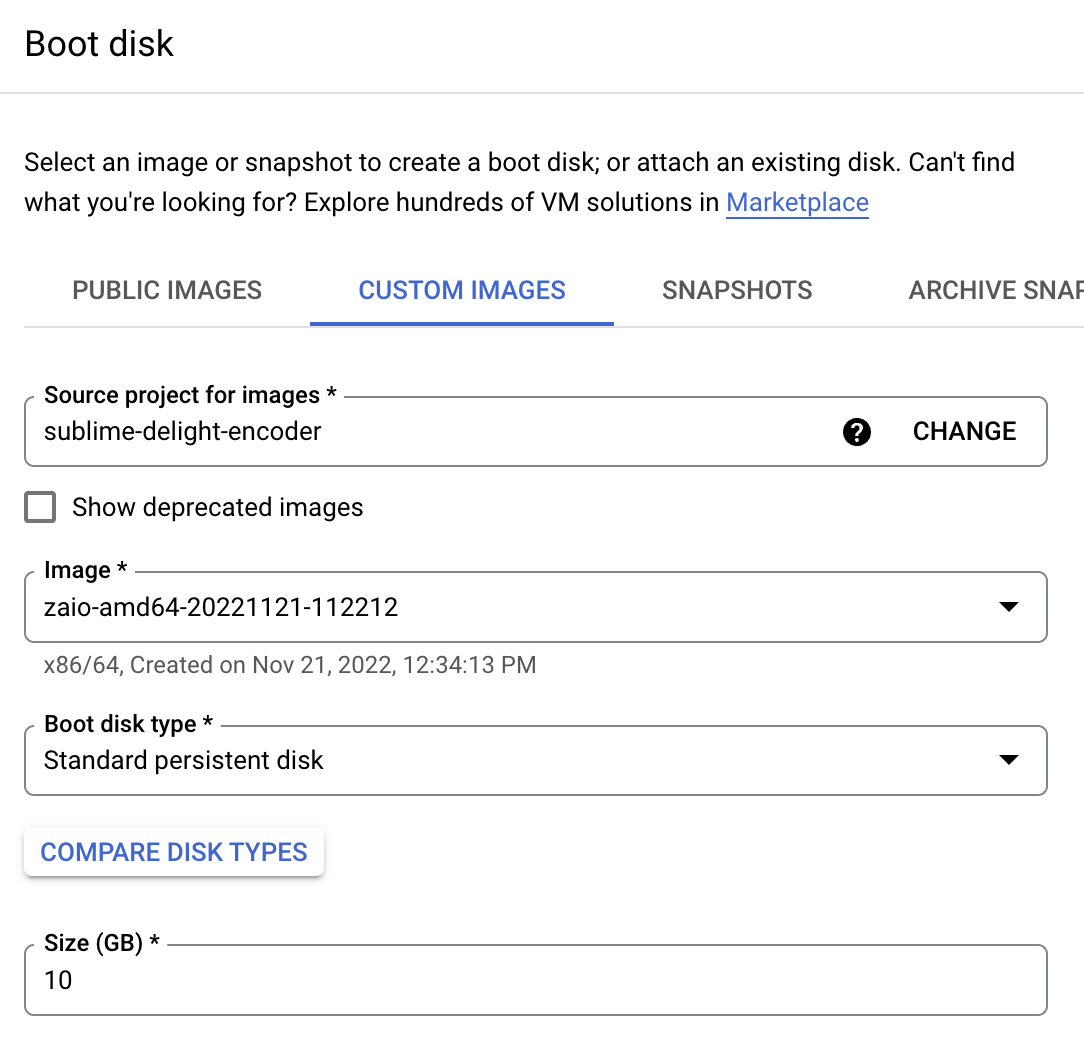 Boot disk
Select an image or snapshot to create a boot disk; or attach an existing disk. Can't find
what you're looking for? Explore hundreds of VM solutions in Marketplace
PUBLIC IMAGES CUSTOM IMAGES SNAPSHOTS ARCHIVE SNAP
Source project for images *
sublime-delight-encoder CHANGE
Show deprecated images
Image *
zaio-amd64-20221121-112212
x86/64, Created on Nov 21, 2022, 12:34:13 PM
Boot disk type *
Standard persistent disk
COMPARE DISK TYPES
Size (GB) *
10